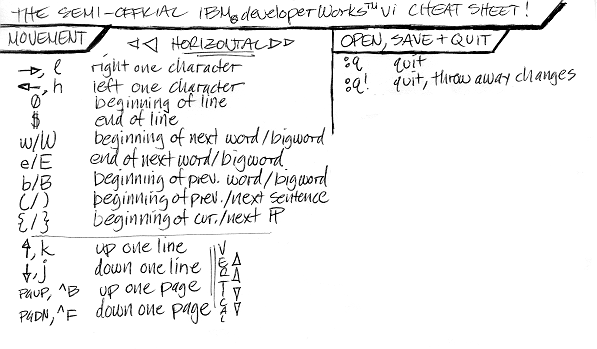 THE SEMI-OFFICIAL IBM® developerWorks™ vi CHEAT SHEET!
MOVEMENT
◁◁ HORIZONTAL ▷▷
→, l right one character
←, h left one character
0 beginning of line
$ end of line
w/W beginning of next word/bigword
e/E end of next word/bigword
b/B beginning of prev. word/bigword
(/) beginning of prev./next sentence
{/} beginning of cur./next PP
↑, k up one line
↓, j down one line
PGUP, ^B up one page
PGDN, ^F down one page
VERTICAL
OPEN, SAVE + QUIT
:q quit
:q! quit, throw away changes